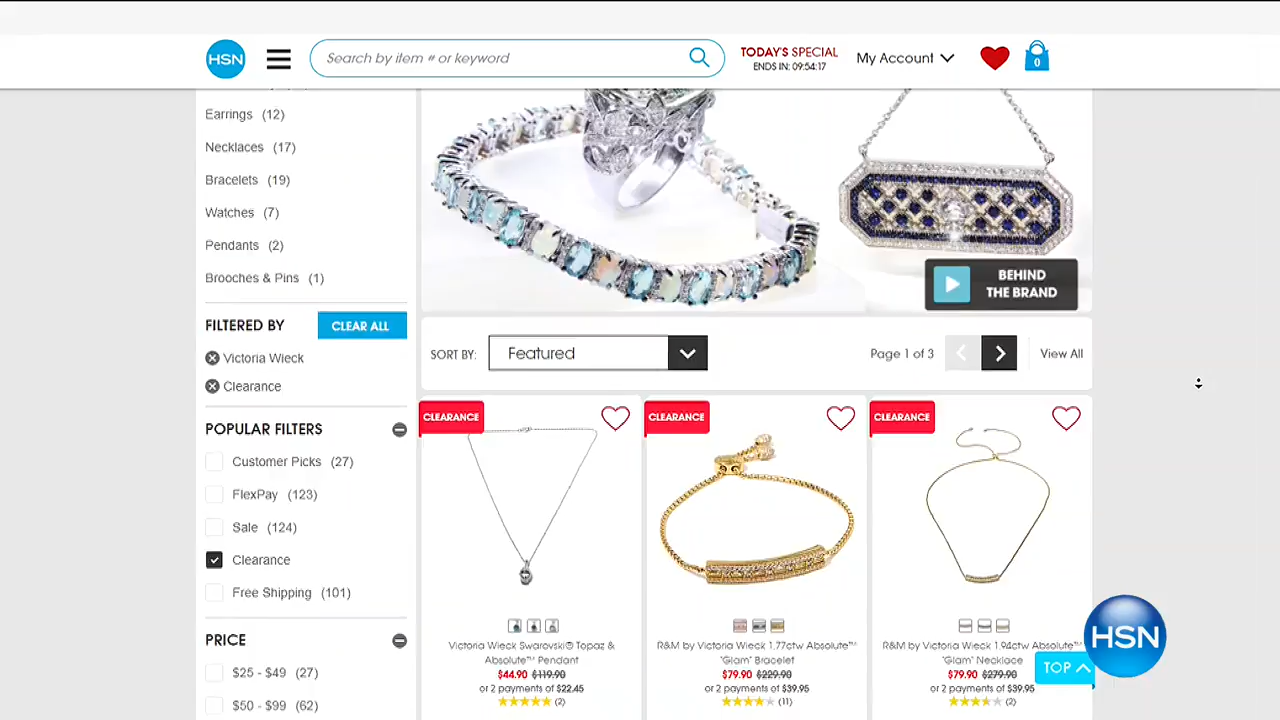 HSN
Search by item # or keyword
TODAY'S SPECIAL
ENDS IN: 09:54:17
My Account
0
Earrings (12)
Necklaces (17)
Bracelets (19)
Watches (7)
Pendants (2)
Brooches & Pins (1)
FILTERED BY
CLEAR ALL
Victoria Wieck
Clearance
POPULAR FILTERS
Customer Picks (27)
FlexPay (123)
Sale (124)
Clearance
Free Shipping (101)
PRICE
$25 - $49 (27)
$50 - $99 (62)
BEHIND
THE BRAND
SORT BY:
Featured
Page 1 of 3
View All
CLEARANCE
Victoria Wieck Swarovski® Topaz &
Absolute™ Pendant
$44.90 $119.90
or 2 payments of $22.45
(2)
CLEARANCE
R&M by Victoria Wieck 1.77ctw Absolute™
"Glam" Bracelet
$79.90 $229.90
or 2 payments of $39.95
(11)
CLEARANCE
R&M by Victoria Wieck 1.94ctw Absolute™
"Glam" Necklace
$79.90 $279.90
or 2 payments of $39.95
(2)
TOP
HSN